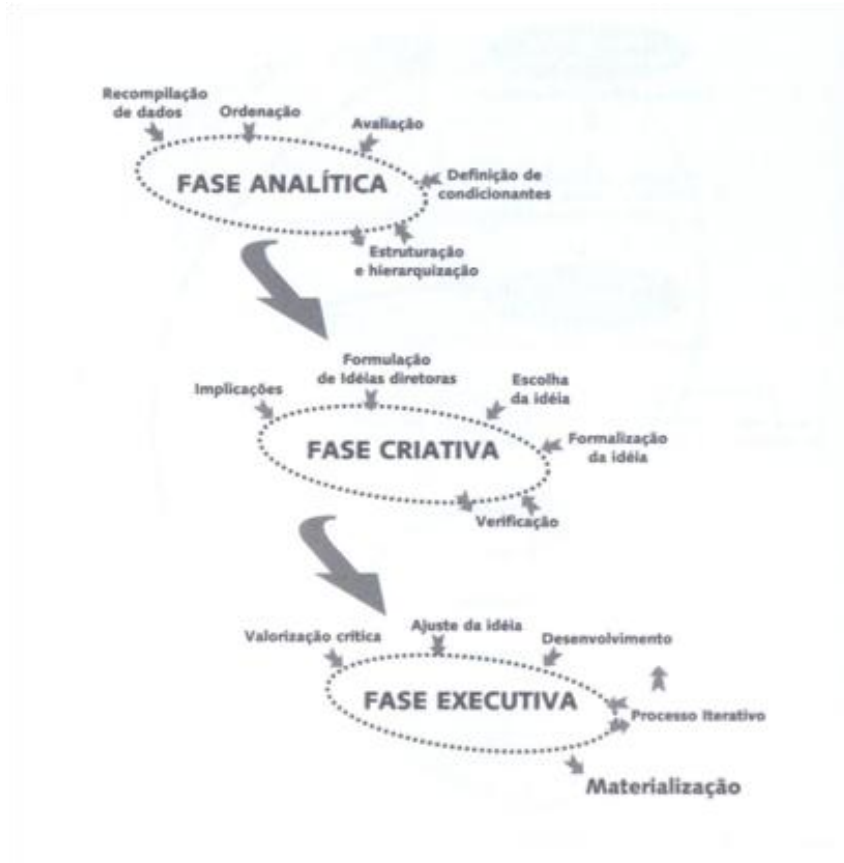 Recompilação
de dados
Ordenação
Avaliação
FASE ANALÍTICA
Definição de
condicionantes
Estruturação
e hierarquização
Formulação
de Idéias diretoras
Implicações
Escolha
da idéia
FASE CRIATIVA
Formalização
da idéia
Verificação
Valorização crítica
Ajuste da idéia
Desenvolvimento
FASE EXECUTIVA
Processo Iterativo
Materialização